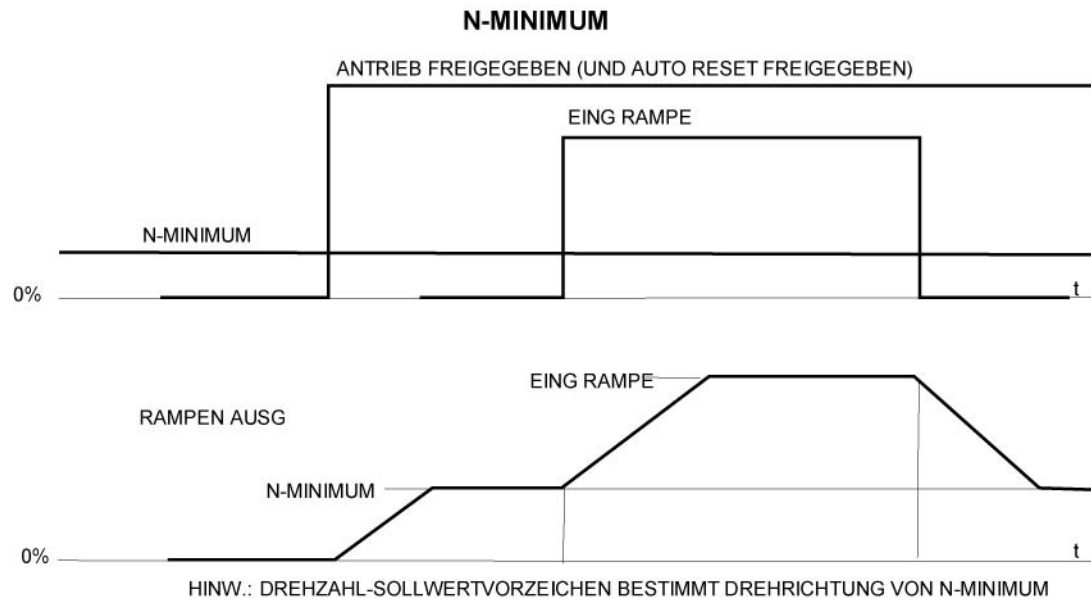 N-MINIMUM
ANTRIEB FREIGEGEBEN (UND AUTO RESET FREIGEGEBEN)
EING RAMPE
N-MINIMUM
0%
t
EING RAMPE
RAMPEN AUSG
N-MINIMUM
0%
t
HINW.: DREHZAHL-SOLLWERTVORZEICHEN BESTIMMT DREHRICHTUNG VON N-MINIMUM